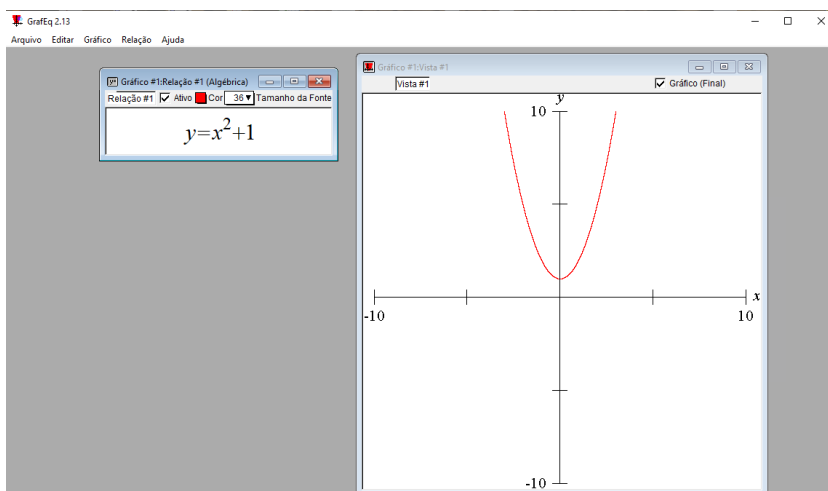 GrafEq 2.13
Arquivo Editar Gráfico Relação Ajuda
Gráfico #1:Relação #1 (Algébrica)
Relação #1 Ativo Cor 36 Tamanho da Fonte
y=x²+1
Gráfico #1:Vista #1
Vista #1 Gráfico (Final)
y
10
x
-10 10
-10